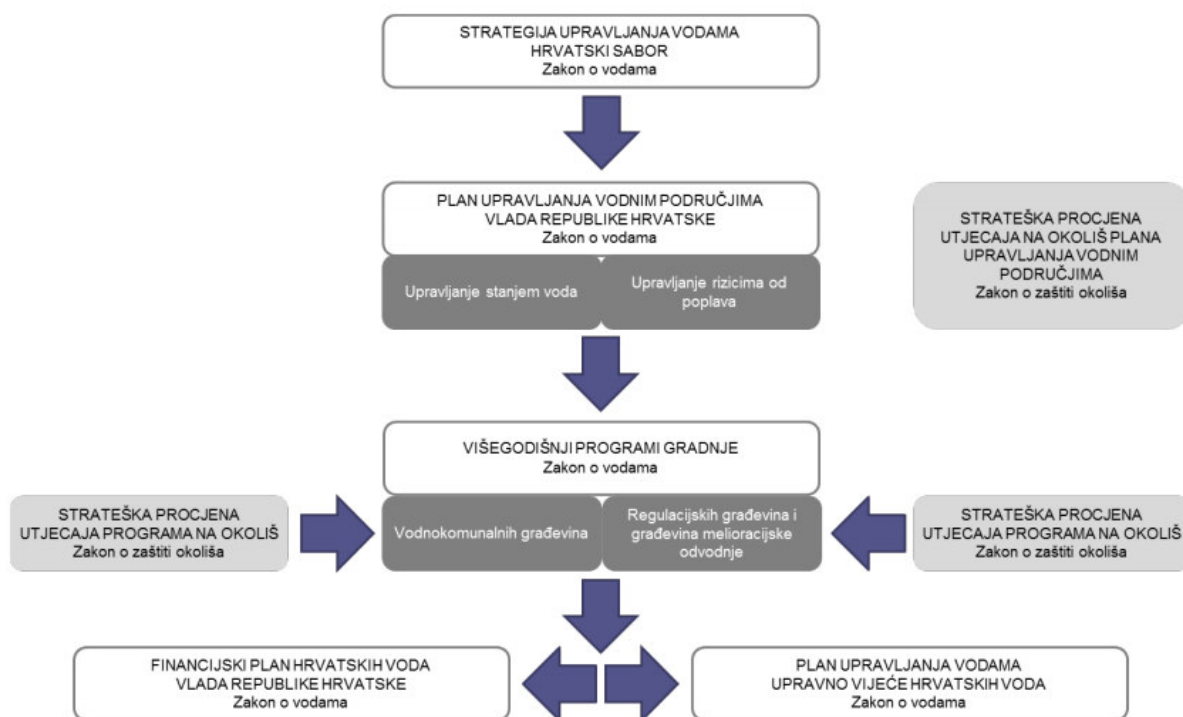 STRATEGIJA UPRAVLJANJA VODAMA
HRVATSKI SABOR
Zakon o vodama
PLAN UPRAVLJANJA VODNIM PODRUČJIMA
VLADA REPUBLIKE HRVATSKE
Zakon o vodama
Upravljanje stanjem voda
Upravljanje rizicima od
poplava
STRATEŠKA PROCJENA
UTJECAJA NA OKOLIŠ PLANA
UPRAVLJANJA VODNIM
PODRUČJIMA
Zakon o zaštiti okoliša
VIŠEGODIŠNJI PROGRAMI GRADNJE
Zakon o vodama
STRATEŠKA PROCJENA
UTJECAJA PROGRAMA NA OKOLIŠ
Zakon o zaštiti okoliša
Vodnokomunalnih građevina
Regulacijskih građevina i
građevina melioracijske
odvodnje
STRATEŠKA PROCJENA
UTJECAJA PROGRAMA NA OKOLIŠ
Zakon o zaštiti okoliša
FINANCIJSKI PLAN HRVATSKIH VODA
VLADA REPUBLIKE HRVATSKE
Zakon o vodama
PLAN UPRAVLJANJA VODAMA
UPRAVNO VIJEĆE HRVATSKIH VODA
Zakon o vodama